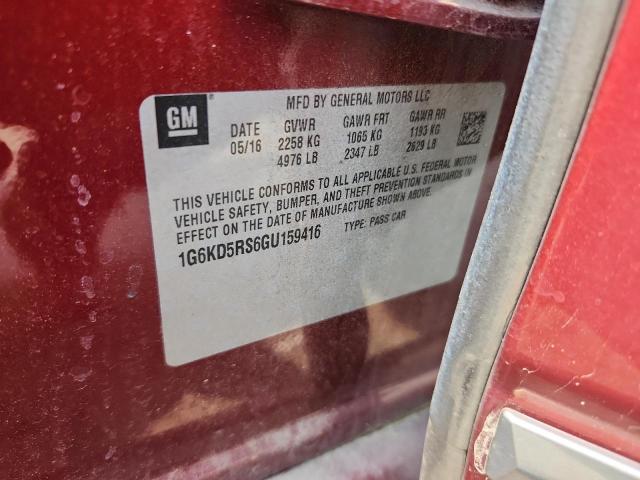 GM
MFD BY GENERAL MOTORS LLC
DATE GVWR GAWR FRT GAWR RR
05/16 2258 KG 1065 KG 1193 KG
4976 LB 2347 LB 2629 LB
THIS VEHICLE CONFORMS TO ALL APPLICABLE U.S. FEDERAL MOTOR
VEHICLE SAFETY, BUMPER, AND THEFT PREVENTION STANDARDS IN
EFFECT ON THE DATE OF MANUFACTURE SHOWN ABOVE.
1G6KD5RS6GU159416 TYPE: PASS CAR